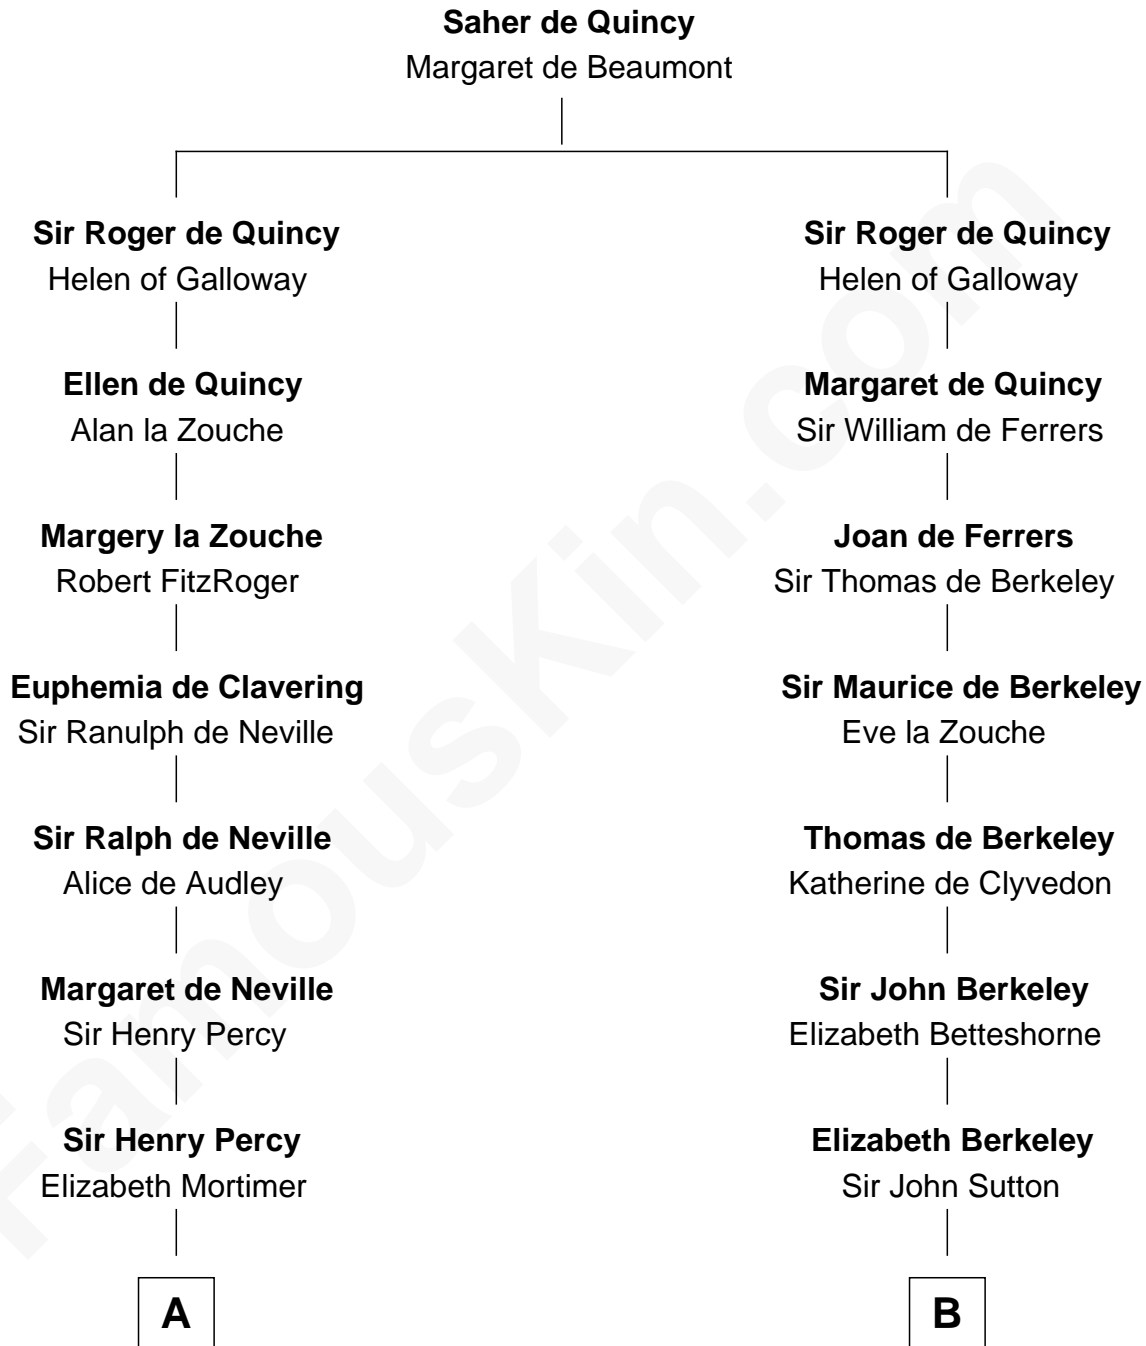 Saher de Quincy
Margaret de Beaumont
Sir Roger de Quincy
Helen of Galloway
Sir Roger de Quincy
Helen of Galloway
Ellen de Quincy
Alan la Zouche
Margaret de Quincy
Sir William de Ferrers
Margery la Zouche
Robert FitzRoger
Joan de Ferrers
Sir Thomas de Berkeley
Euphemia de Clavering
Sir Ranulph de Neville
Sir Maurice de Berkeley
Eve la Zouche
Sir Ralph de Neville
Alice de Audley
Thomas de Berkeley
Katherine de Clyvedon
Margaret de Neville
Sir Henry Percy
Sir John Berkeley
Elizabeth Betteshorne
Sir Henry Percy
Elizabeth Mortimer
Elizabeth Berkeley
Sir John Sutton
A
B
FamousKin.com